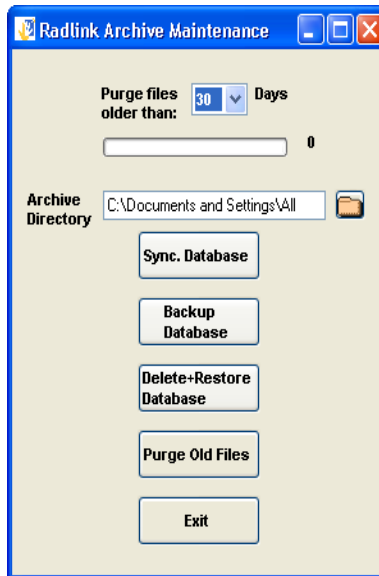 Radlink Archive Maintenance
Purge files
older than:
30
Days
0
Archive
Directory
C:\Documents and Settings\All
Sync. Database
Backup
Database
Delete+Restore
Database
Purge Old Files
Exit